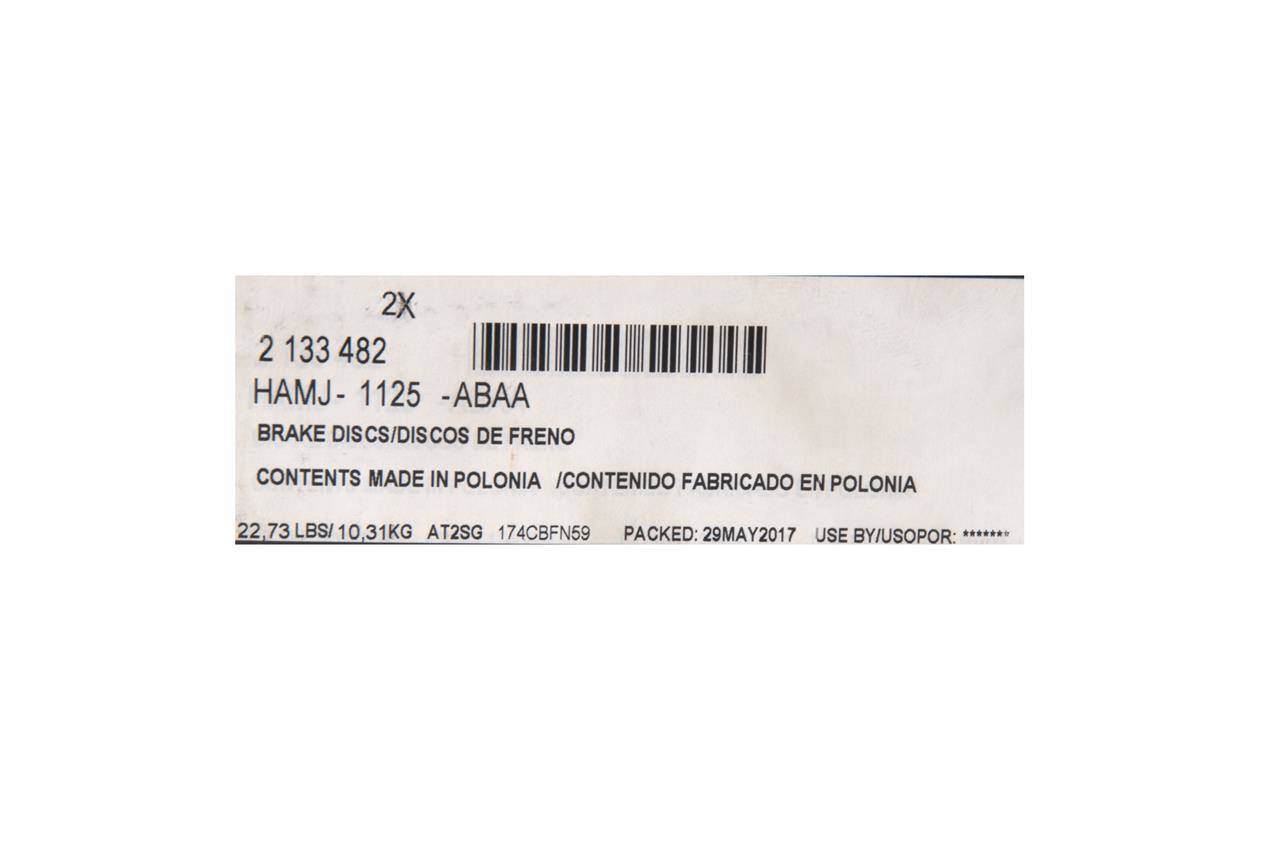 2X
2 133 482
HAMJ- 1125 -ABAA
BRAKE DISCS/DISCOS DE FRENO
CONTENTS MADE IN POLONIA /CONTENIDO FABRICADO EN POLONIA
22,73 LBS/ 10,31KG AT2SG 174CBFN59 PACKED: 29MAY2017 USE BY/USOPOR: *******